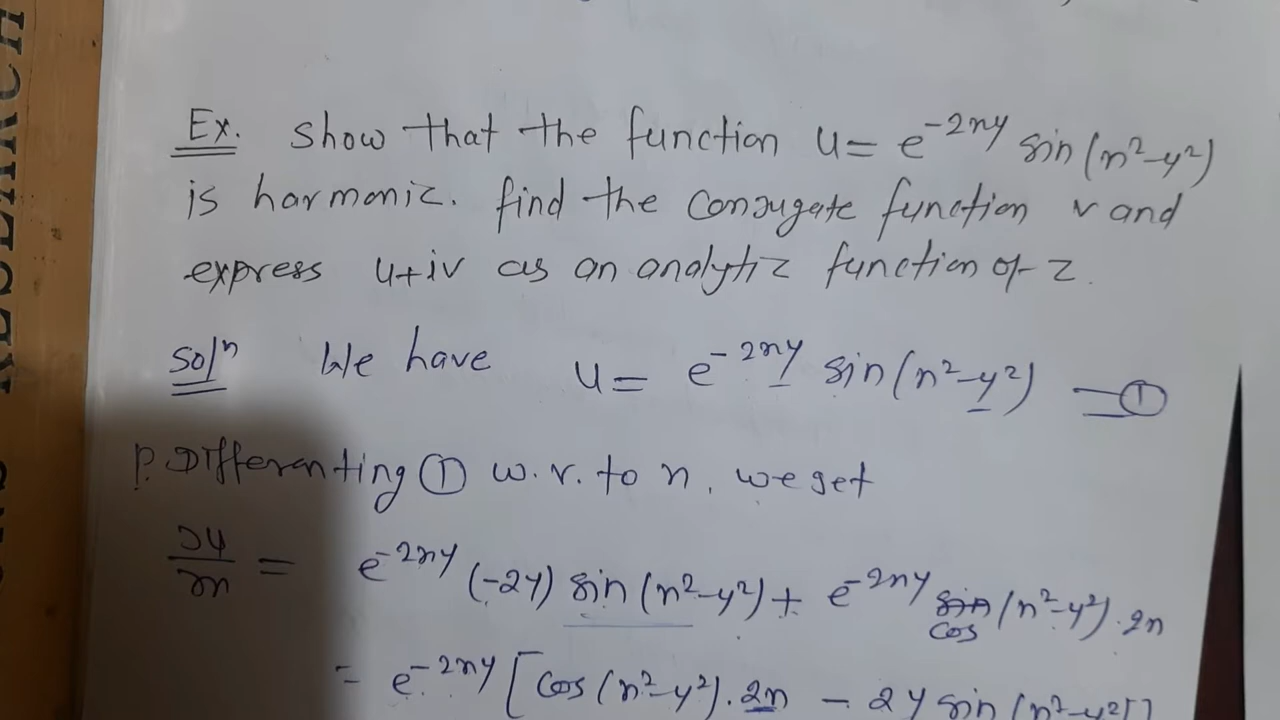 Ex. Show that the function u = e^{-2xy} sin(x²-y²)
is harmonic. find the conjugate function v and
express u+iv as an analytic function of z.
Solⁿ We have u = e^{-2xy} sin(x²-y²) —①
P. Differenting ① w.r. to x, we get
∂u/∂x = e^{-2xy} (-2y) sin(x²-y²) + e^{-2xy} cos(x²-y²).2x
= e^{-2xy} [cos(x²-y²).2x - 2y sin(x²-y²)]